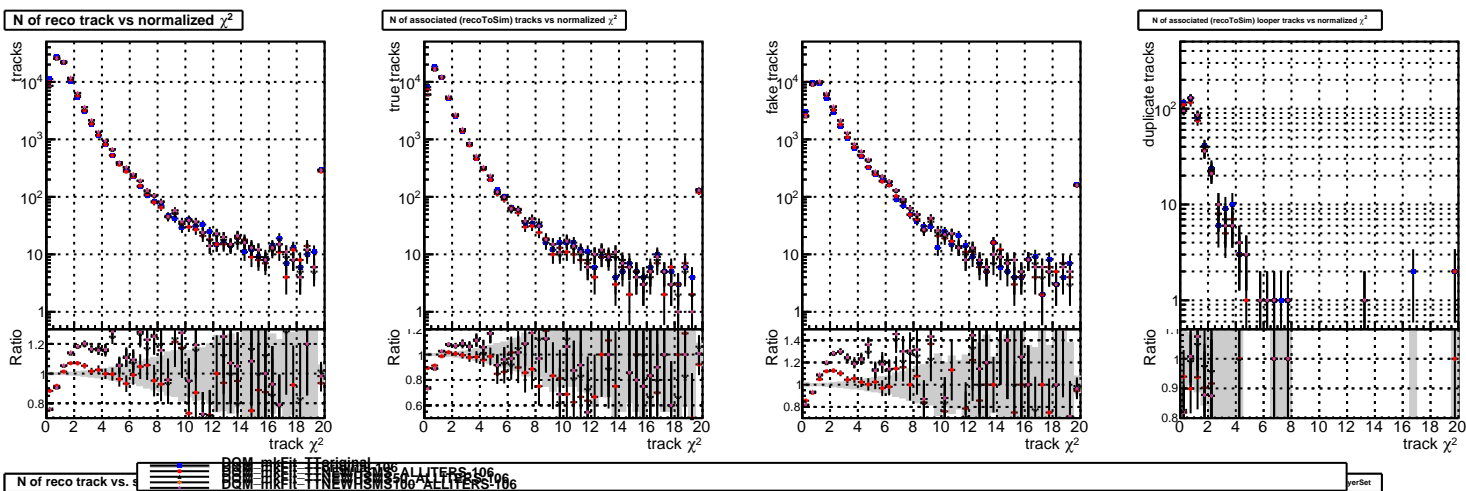 N of reco track vs normalized χ²
N of associated (recoToSim) tracks vs normalized χ²
N of associated (recoToSim) looper tracks vs normalized χ²
tracks
10⁴
10³
10²
10
1
Ratio
1.2
1
0.8
0 2 4 6 8 10 12 14 16 18 20
track χ²
true tracks
10⁴
10³
10²
10
1
Ratio
1.2
1
0.8
0.6
0 2 4 6 8 10 12 14 16 18 20
track χ²
fake tracks
10⁴
10³
10²
10
1
Ratio
1.4
1.2
1
0.8
0 2 4 6 8 10 12 14 16 18 20
track χ²
duplicate tracks
10²
10
1
Ratio
1.1
1
0.9
0.8
0 2 4 6 8 10 12 14 16 18 20
track χ²
N of reco track vs.
DQM_mkFit_TTNEWHSMS100_ALLITERS-106
yerSet